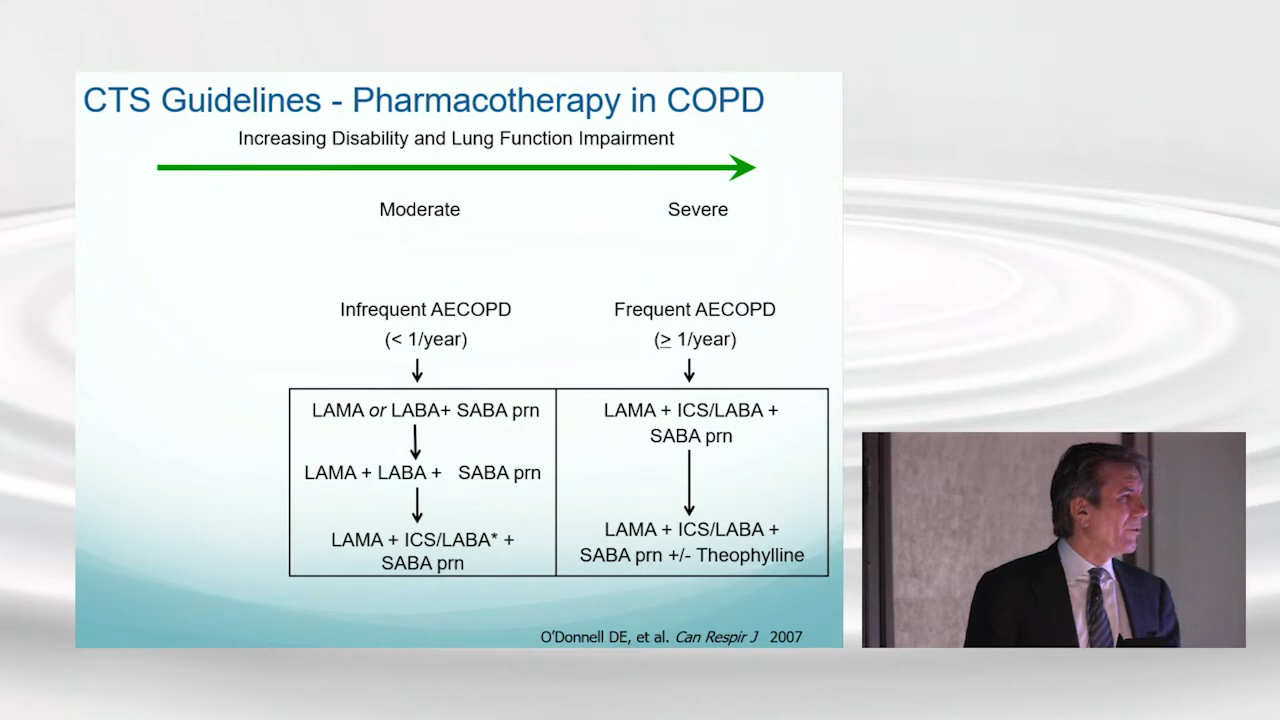 CTS Guidelines - Pharmacotherapy in COPD
Increasing Disability and Lung Function Impairment
Moderate
Severe
Infrequent AECOPD
(< 1/year)
Frequent AECOPD
(≥ 1/year)
LAMA or LABA+ SABA prn
LAMA + LABA + SABA prn
LAMA + ICS/LABA* +
SABA prn
LAMA + ICS/LABA +
SABA prn
LAMA + ICS/LABA +
SABA prn +/- Theophylline
O'Donnell DE, et al. Can Respir J 2007